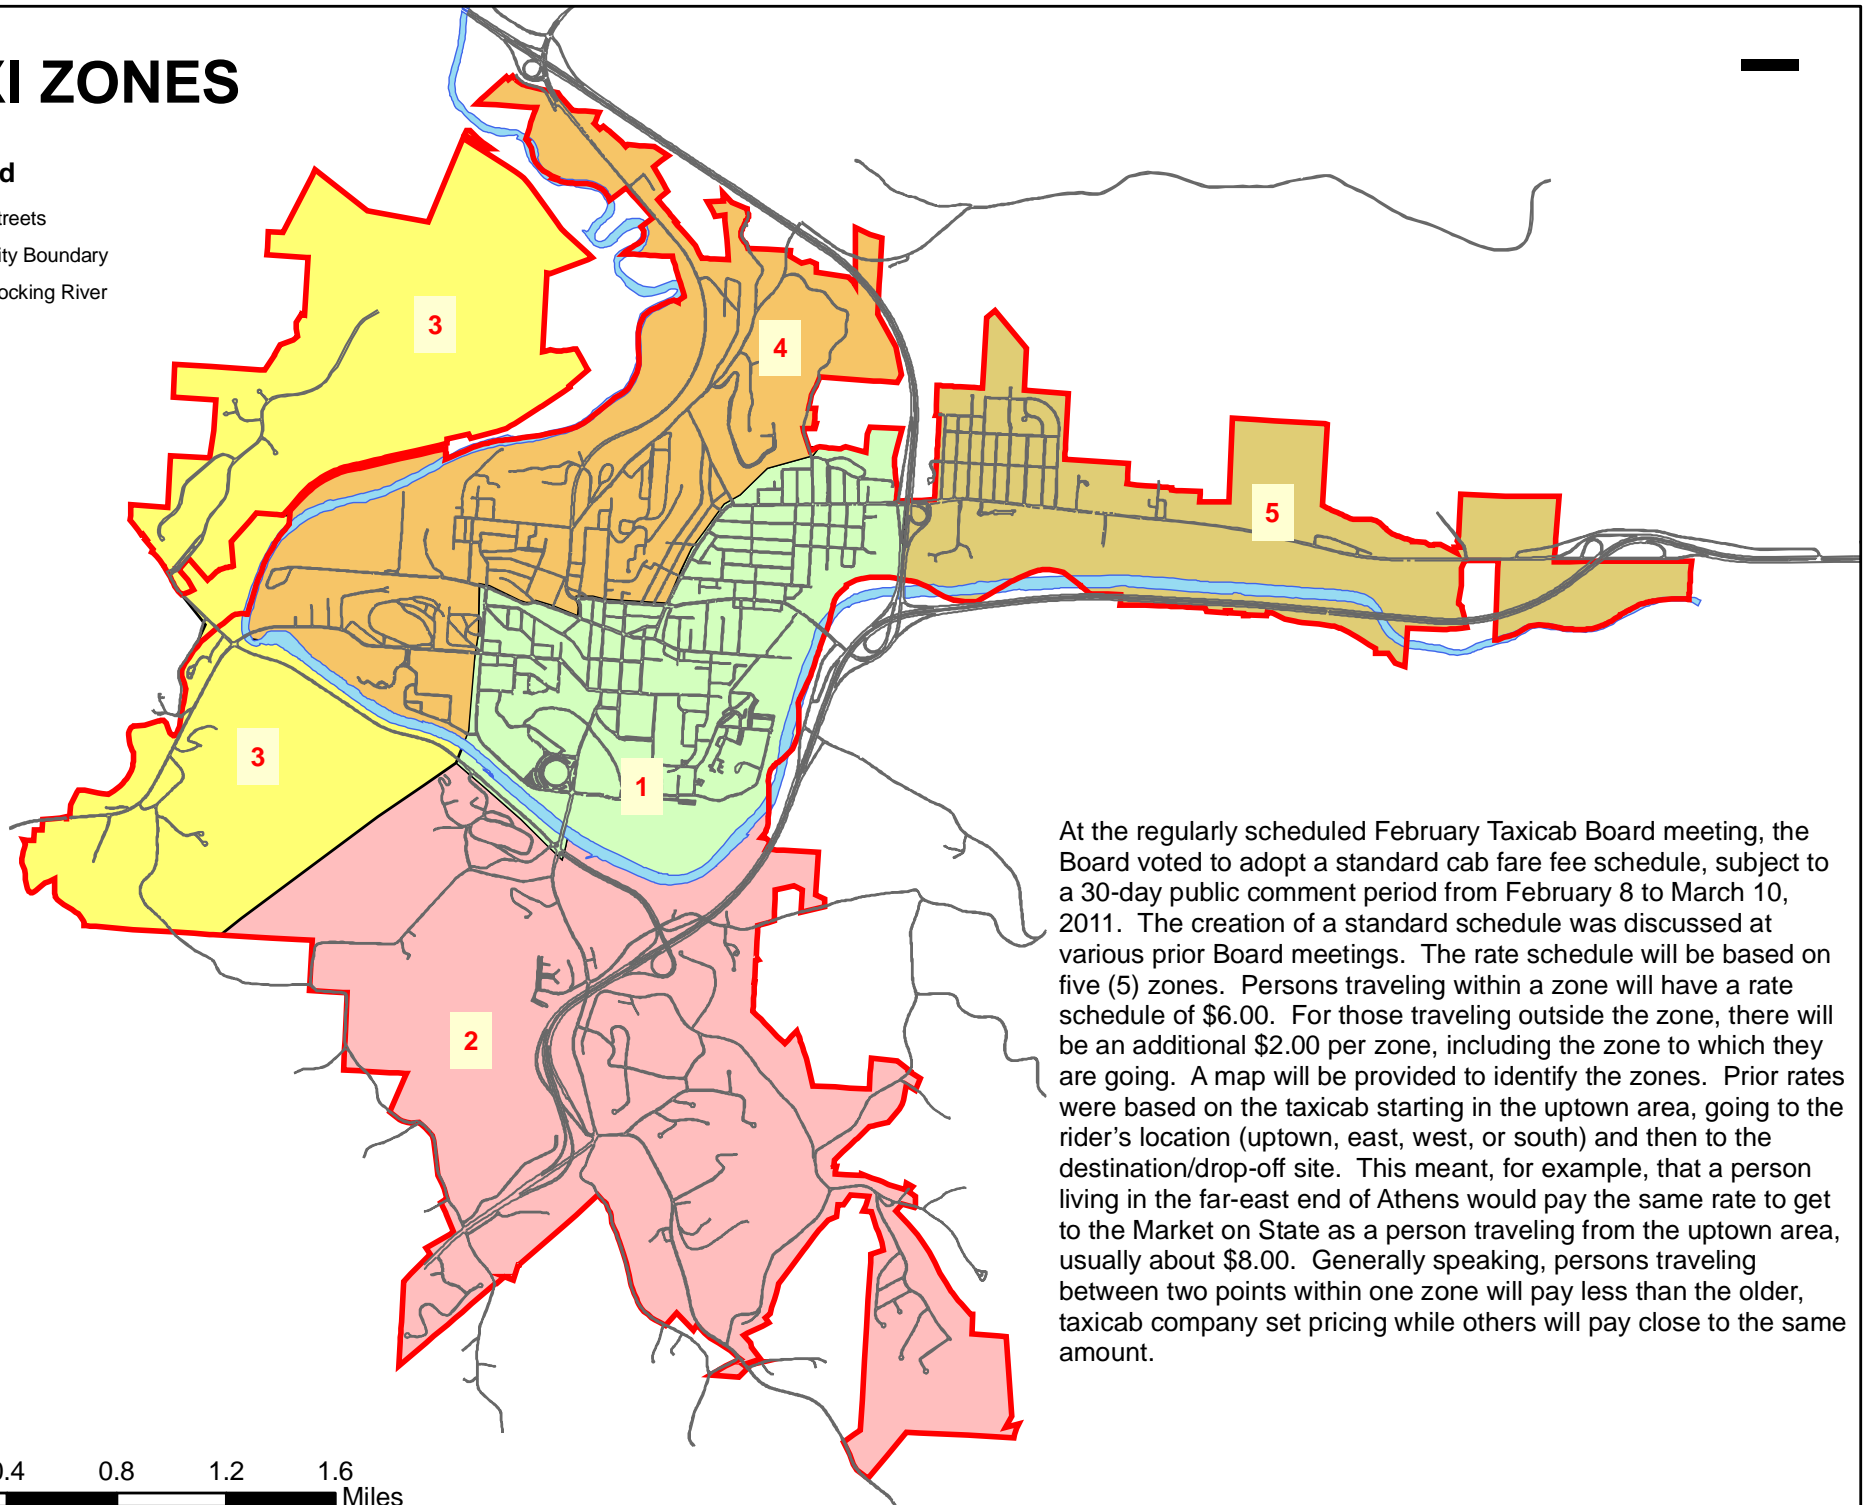 XI ZONES
d
treets
ity Boundary
ocking River
3
4
5
3
1
2
At the regularly scheduled February Taxicab Board meeting, the
Board voted to adopt a standard cab fare fee schedule, subject to
a 30-day public comment period from February 8 to March 10,
2011. The creation of a standard schedule was discussed at
various prior Board meetings. The rate schedule will be based on
five (5) zones. Persons traveling within a zone will have a rate
schedule of $6.00. For those traveling outside the zone, there will
be an additional $2.00 per zone, including the zone to which they
are going. A map will be provided to identify the zones. Prior rates
were based on the taxicab starting in the uptown area, going to the
rider's location (uptown, east, west, or south) and then to the
destination/drop-off site. This meant, for example, that a person
living in the far-east end of Athens would pay the same rate to get
to the Market on State as a person traveling from the uptown area,
usually about $8.00. Generally speaking, persons traveling
between two points within one zone will pay less than the older,
taxicab company set pricing while others will pay close to the same
amount.
0.4 0.8 1.2 1.6
Miles